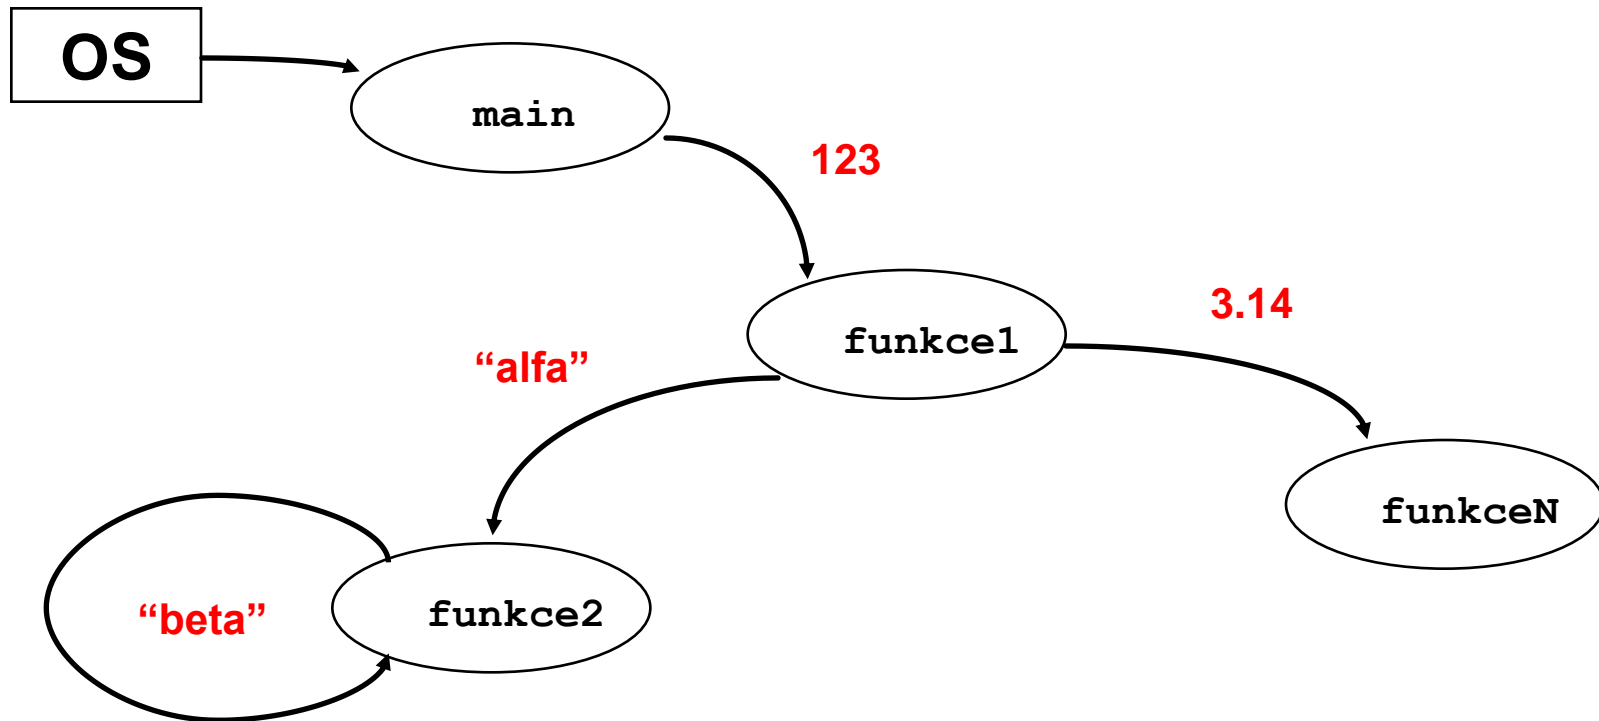 OS
main
123
3.14
funkce1
“alfa”
funkceN
“beta”
funkce2